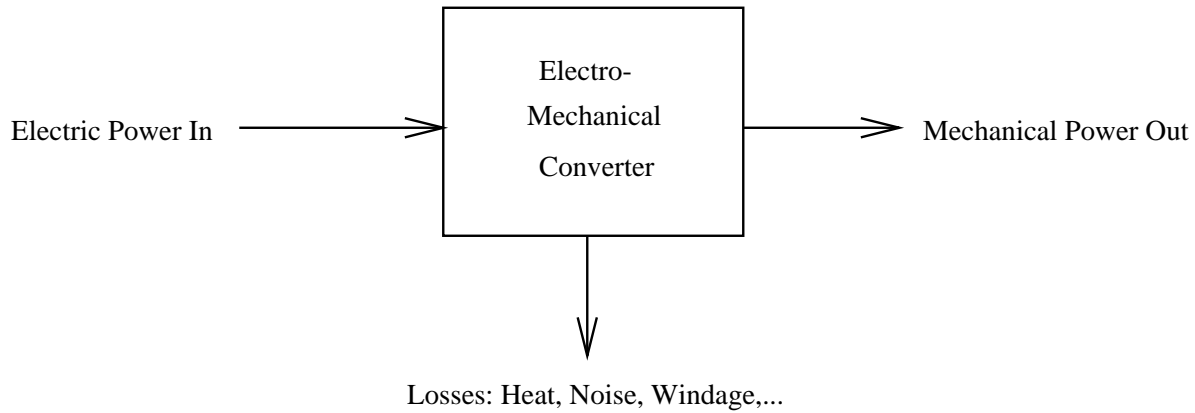 Electro-
Mechanical
Converter
Electric Power In
Mechanical Power Out
Losses: Heat, Noise, Windage,...